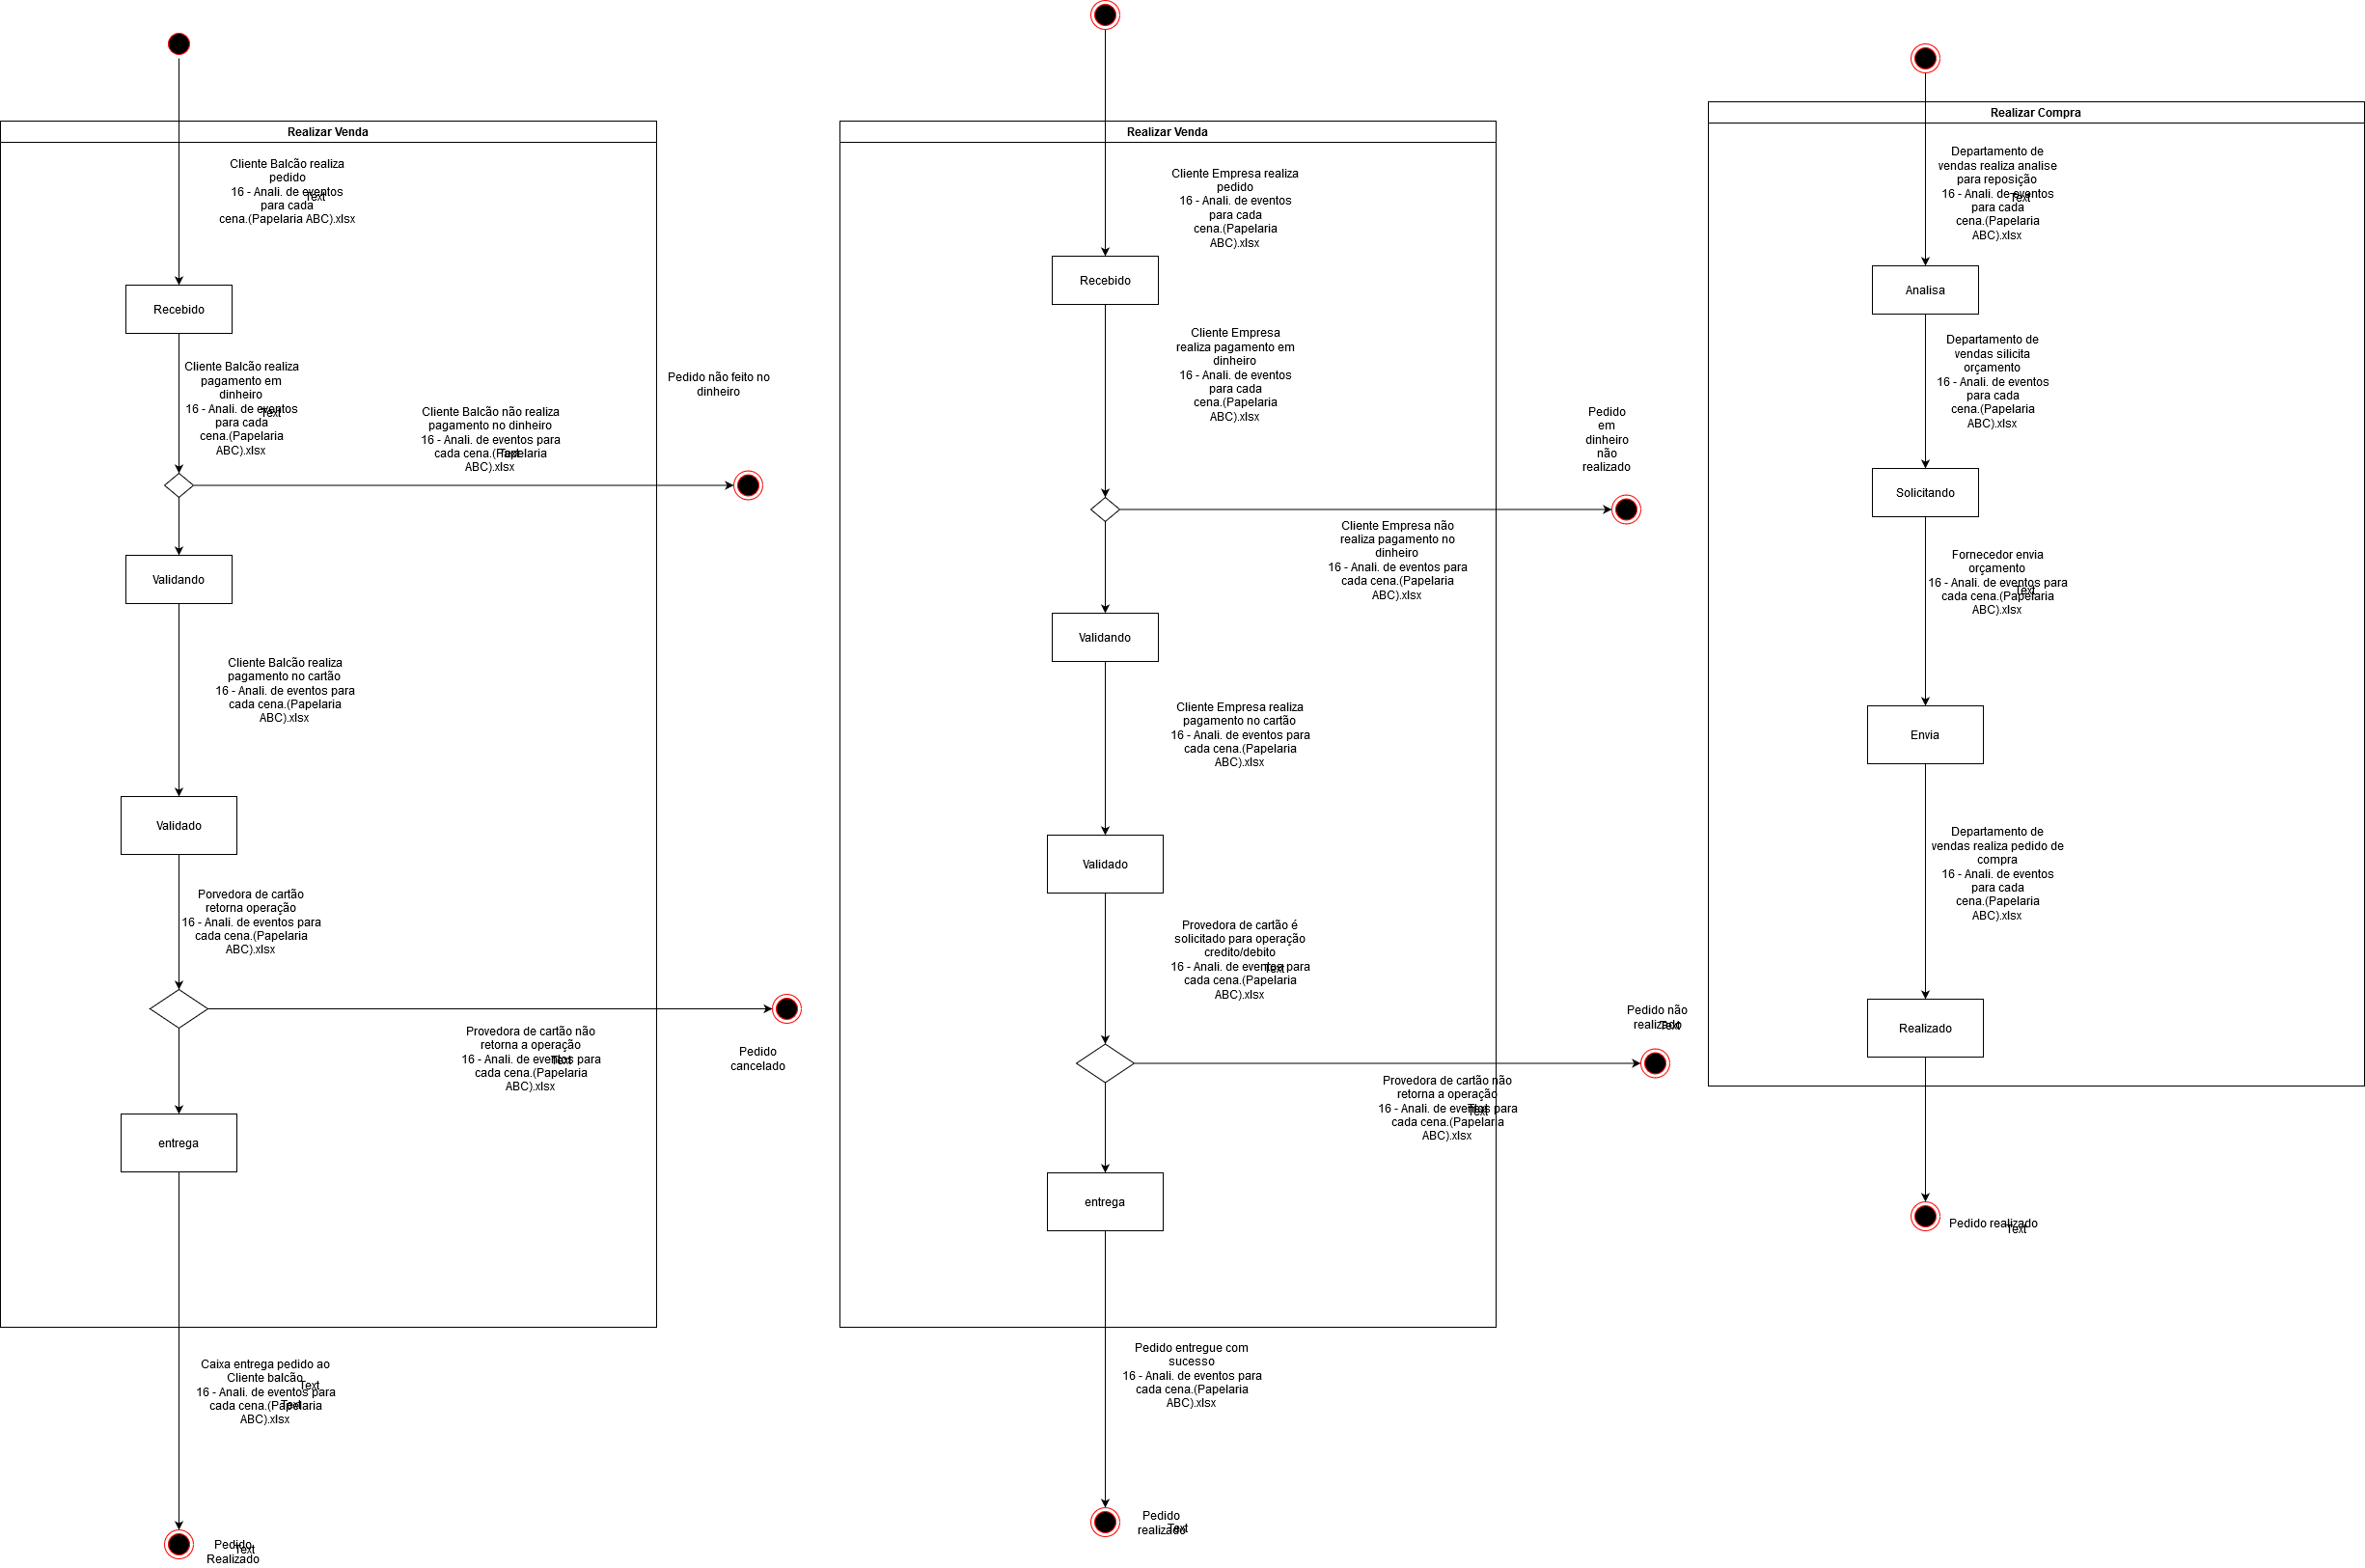 Realizar Venda
Cliente Balcão realiza
pedido
16 - Anali. de eventos
para cada
cena.(Papelaria ABC).xlsx
Text
Recebido
Cliente Balcão realiza
pagamento em
dinheiro
16 - Anali. de eventos
para cada
cena.(Papelaria
ABC).xlsx
Text
Cliente Balcão não realiza
pagamento no dinheiro
16 - Anali. de eventos para
cada cena.(Papelaria
ABC).xlsx
Text
Pedido não feito no
dinheiro
Validando
Cliente Balcão realiza
pagamento no cartão
16 - Anali. de eventos para
cada cena.(Papelaria
ABC).xlsx
Validado
Porvedora de cartão
retorna operação
16 - Anali. de eventos para
cada cena.(Papelaria
ABC).xlsx
Provedora de cartão não
retorna a operação
16 - Anali. de eventos para
cada cena.(Papelaria
ABC).xlsx
Text
Pedido
cancelado
entrega
Caixa entrega pedido ao
Cliente balcão
16 - Anali. de eventos para
cada cena.(Papelaria
ABC).xlsx
Text
Text
Pedido
Realizado
Text
Realizar Venda
Cliente Empresa realiza
pedido
16 - Anali. de eventos
para cada
cena.(Papelaria
ABC).xlsx
Recebido
Cliente Empresa
realiza pagamento em
dinheiro
16 - Anali. de eventos
para cada
cena.(Papelaria
ABC).xlsx
Pedido
em
dinheiro
não
realizado
Cliente Empresa não
realiza pagamento no
dinheiro
16 - Anali. de eventos para
cada cena.(Papelaria
ABC).xlsx
Validando
Cliente Empresa realiza
pagamento no cartão
16 - Anali. de eventos para
cada cena.(Papelaria
ABC).xlsx
Validado
Provedora de cartão é
solicitado para operação
credito/debito
16 - Anali. de eventos para
cada cena.(Papelaria
ABC).xlsx
Text
Pedido não
realizado
Text
Provedora de cartão não
retorna a operação
16 - Anali. de eventos para
cada cena.(Papelaria
ABC).xlsx
Text
entrega
Pedido entregue com
sucesso
16 - Anali. de eventos para
cada cena.(Papelaria
ABC).xlsx
Pedido
realizado
Text
Realizar Compra
Departamento de
vendas realiza analise
para reposição
16 - Anali. de eventos
para cada
cena.(Papelaria
ABC).xlsx
Text
Analisa
Departamento de
vendas silicita
orçamento
16 - Anali. de eventos
para cada
cena.(Papelaria
ABC).xlsx
Solicitando
Fornecedor envia
orçamento
16 - Anali. de eventos para
cada cena.(Papelaria
ABC).xlsx
Text
Envia
Departamento de
vendas realiza pedido de
compra
16 - Anali. de eventos
para cada
cena.(Papelaria
ABC).xlsx
Realizado
Pedido realizado
Text